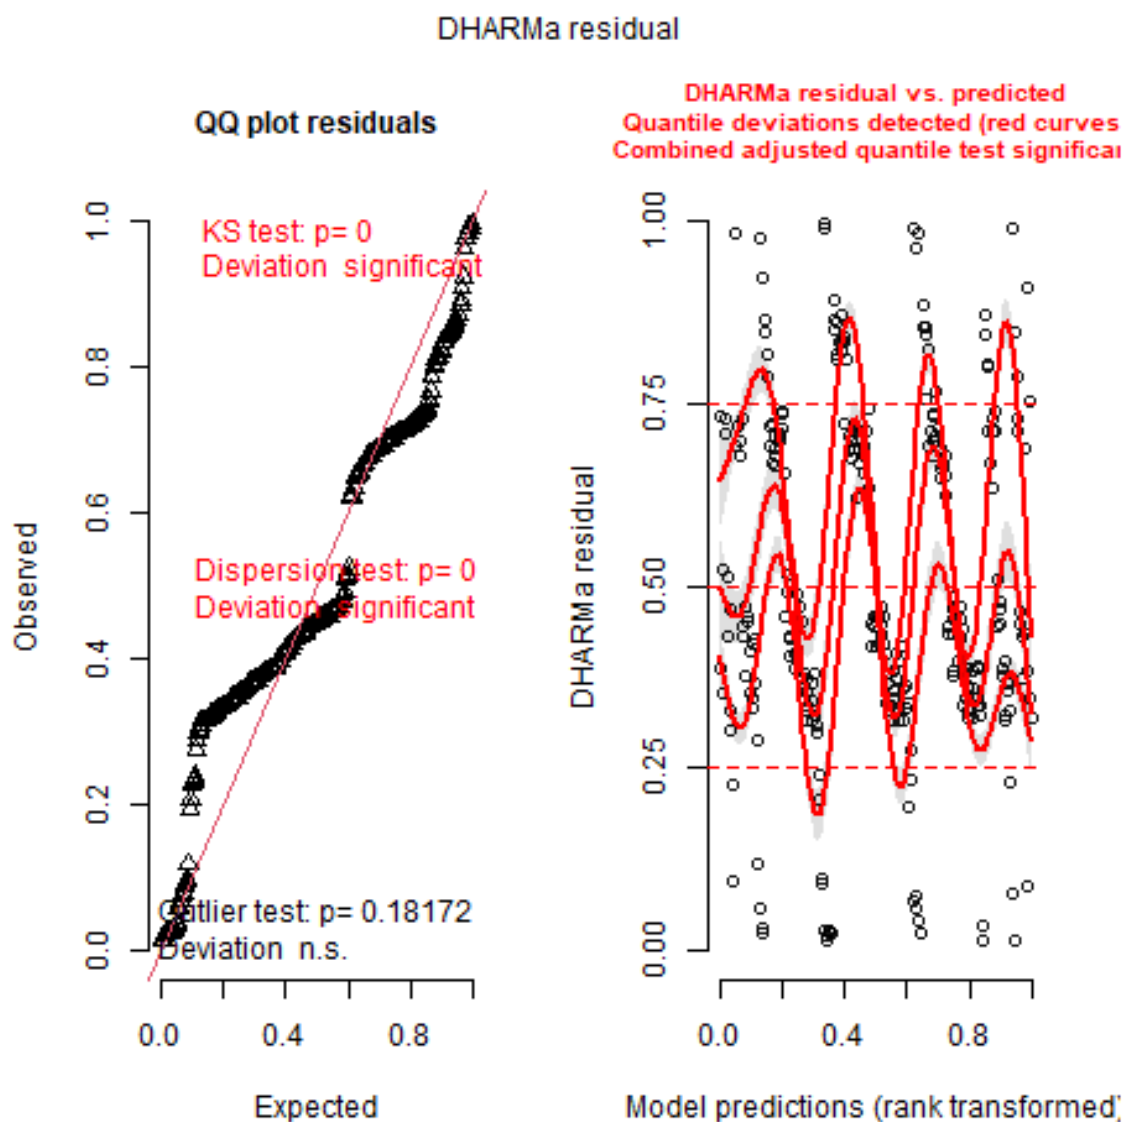 DHARMa residual
QQ plot residuals
KS test: p= 0
Deviation significant
Dispersion test: p= 0
Deviation significant
Outlier test: p= 0.18172
Deviation n.s.
Observed
0.0 0.2 0.4 0.6 0.8 1.0
0.0 0.4 0.8
Expected
DHARMa residual vs. predicted
Quantile deviations detected (red curves
Combined adjusted quantile test significan
DHARMa residual
0.00 0.25 0.50 0.75 1.00
0.0 0.4 0.8
Model predictions (rank transformed)